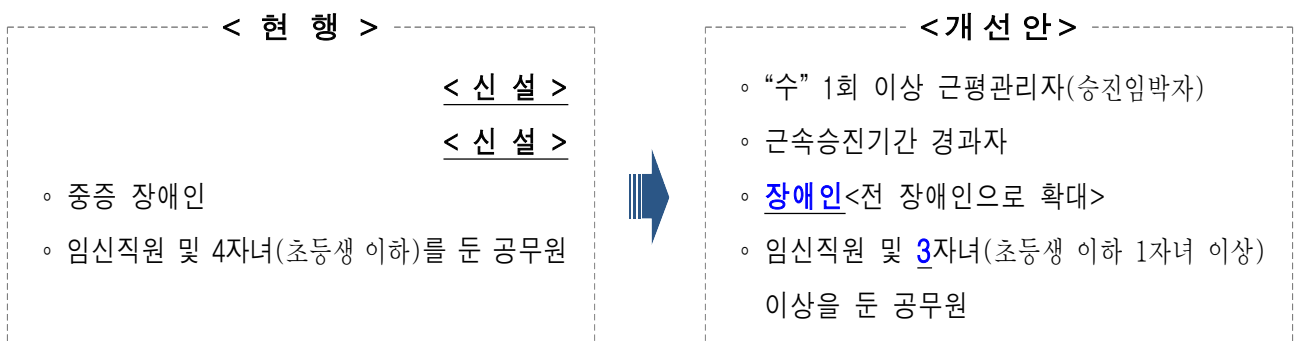 < 현 행 >
< 신 설 >
< 신 설 >
◦ 중증 장애인
◦ 임신직원 및 4자녀(초등생 이하)를 둔 공무원
<개 선 안>
◦ “수” 1회 이상 근평관리자(승진임박자)
◦ 근속승진기간 경과자
◦ 장애인<전 장애인으로 확대>
◦ 임신직원 및 3자녀(초등생 이하 1자녀 이상)
이상을 둔 공무원